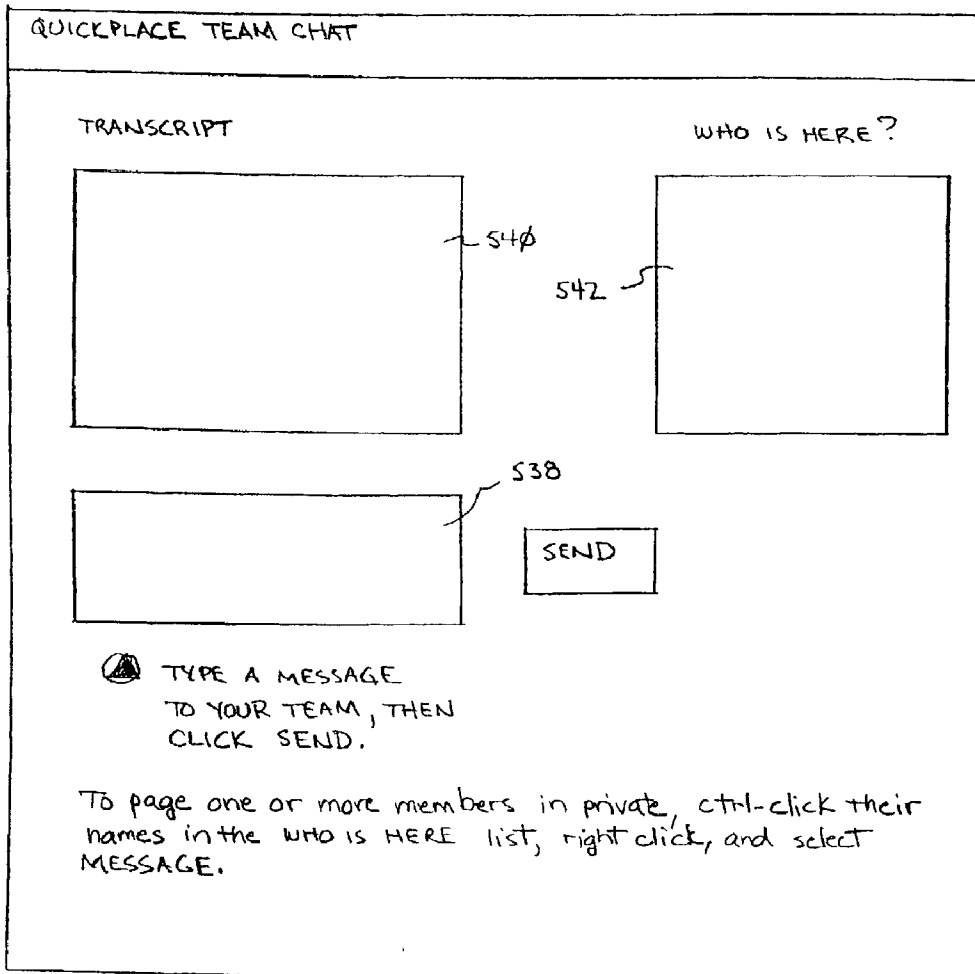 QUICKPLACE TEAM CHAT
TRANSCRIPT
WHO IS HERE?
540
542
538
SEND
TYPE A MESSAGE
TO YOUR TEAM, THEN
CLICK SEND.
To page one or more members in private, ctrl-click their
names in the WHO IS HERE list, right click, and select
MESSAGE.